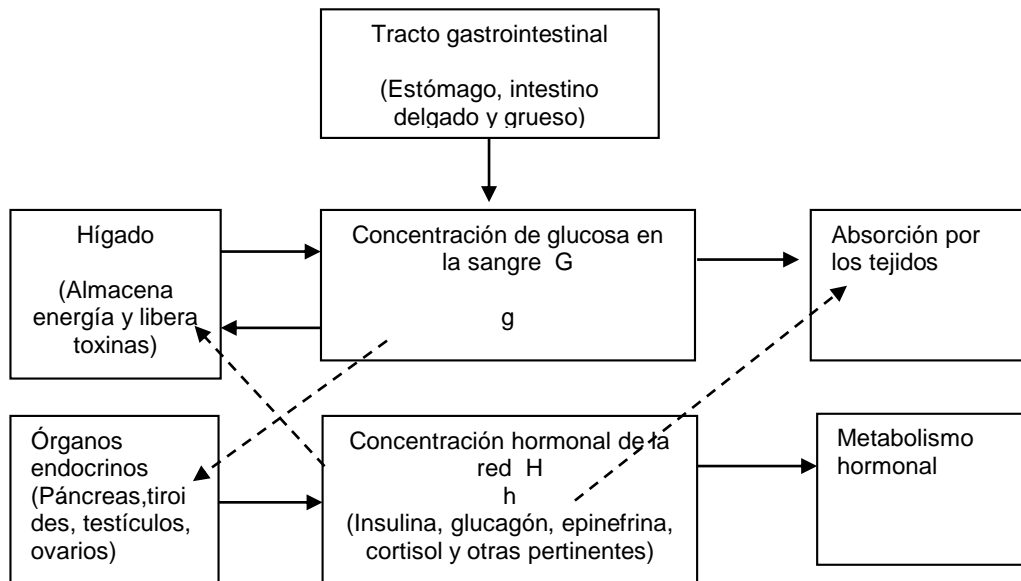 Tracto gastrointestinal
(Estómago, intestino
delgado y grueso)
Hígado
(Almacena
energía y libera
toxinas)
Concentración de glucosa en
la sangre G
g
Absorción por
los tejidos
Órganos
endocrinos
(Páncreas,tiroi
des, testículos,
ovarios)
Concentración hormonal de la
red H
h
(Insulina, glucagón, epinefrina,
cortisol y otras pertinentes)
Metabolismo
hormonal